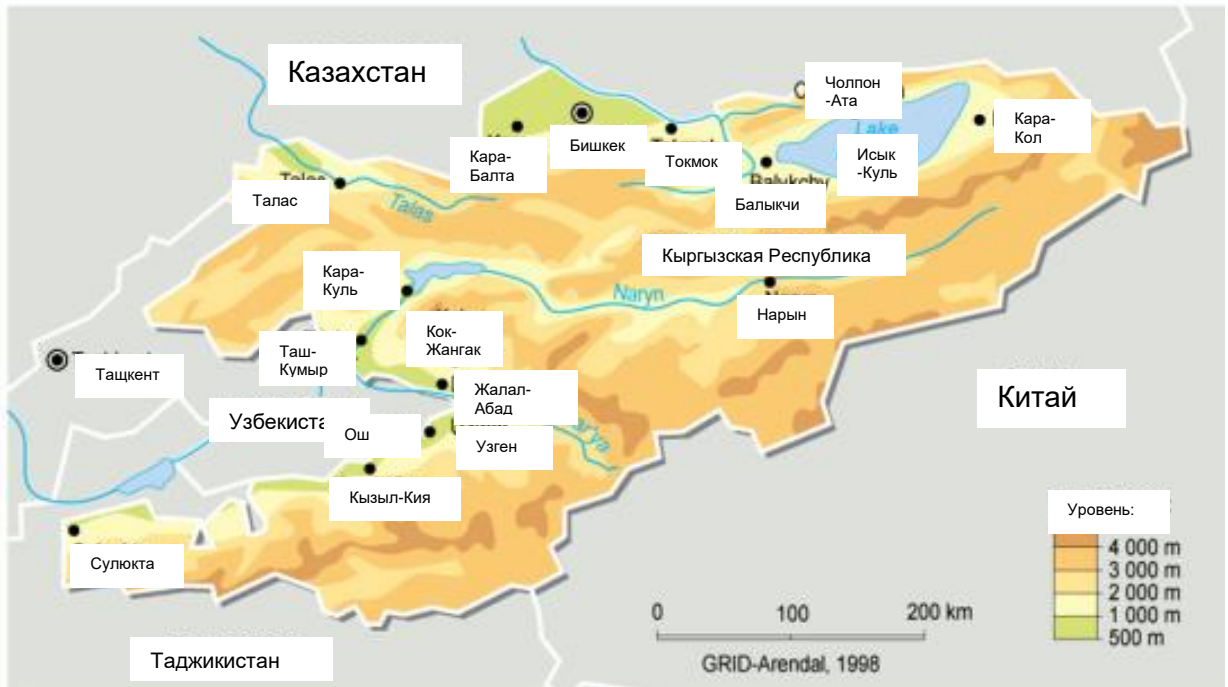 Казахстан
Чолпон
-Ата
Lake
Кара-
Кол
Бишкек
Кара-
Балта
Токмок
Исык
-Куль
Balykchy
Балыкчи
Talas
Талас
Talas
Кыргызская Республика
Кара-
Куль
Naryn
Нарын
Кок-
Жангак
Таш-
Кумыр
Тащкент
Жалал-
Абад
Китай
Узбекиста
Ош
Узген
Кызыл-Кия
Сулюкта
Уровень:
4 000 m
3 000 m
2 000 m
1 000 m
500 m
0 100 200 km
GRID-Arendal, 1998
Таджикистан